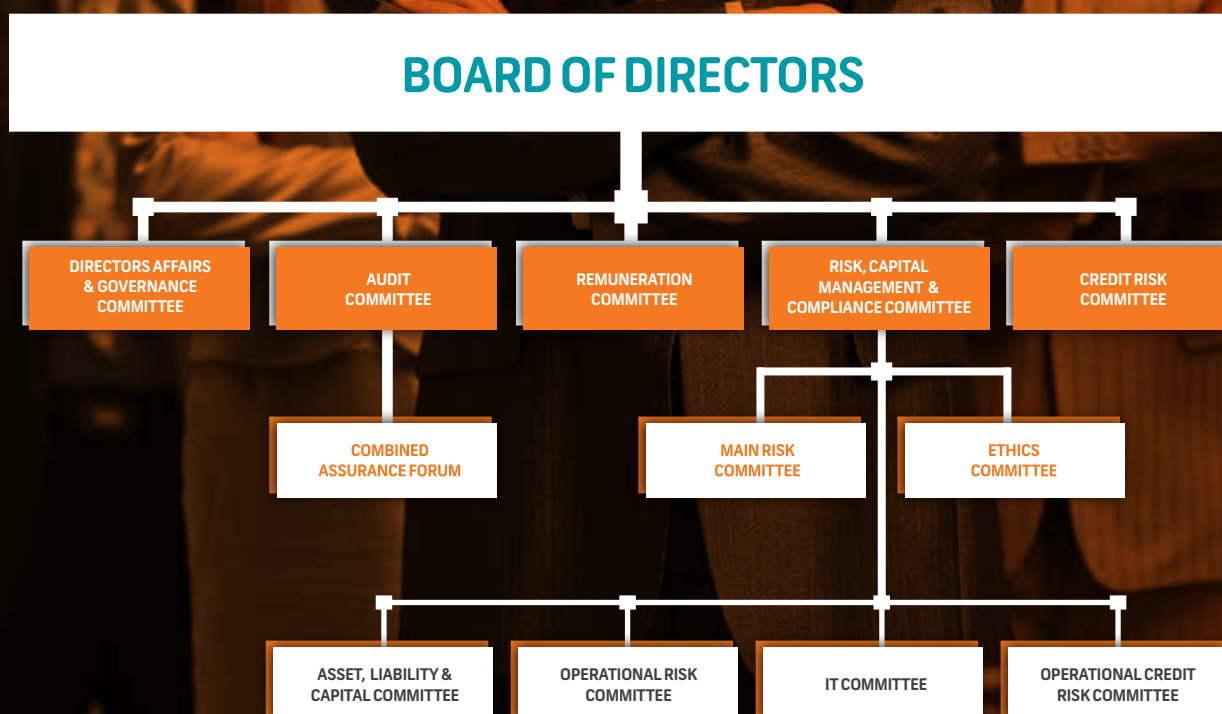 BOARD OF DIRECTORS
DIRECTORS AFFAIRS
& GOVERNANCE
COMMITTEE
AUDIT
COMMITTEE
REMUNERATION
COMMITTEE
RISK, CAPITAL
MANAGEMENT &
COMPLIANCE COMMITTEE
CREDIT RISK
COMMITTEE
COMBINED
ASSURANCE FORUM
MAIN RISK
COMMITTEE
ETHICS
COMMITTEE
ASSET, LIABILITY &
CAPITAL COMMITTEE
OPERATIONAL RISK
COMMITTEE
IT COMMITTEE
OPERATIONAL CREDIT
RISK COMMITTEE